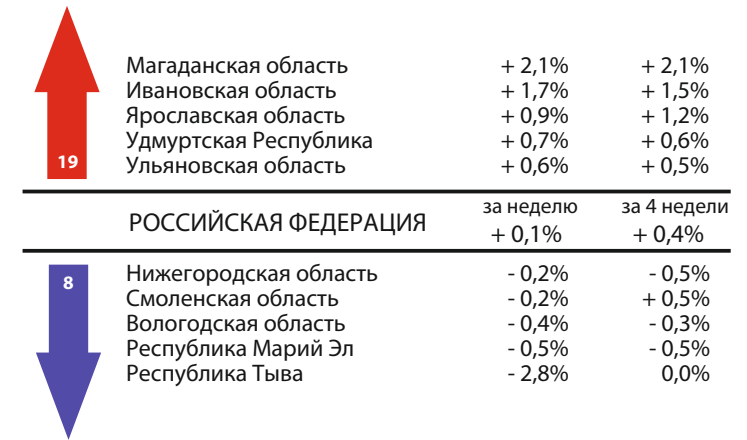 Магаданская область + 2,1% + 2,1%
Ивановская область + 1,7% + 1,5%
Ярославская область + 0,9% + 1,2%
Удмуртская Республика + 0,7% + 0,6%
19 Ульяновская область + 0,6% + 0,5%
за неделю за 4 недели
РОССИЙСКАЯ ФЕДЕРАЦИЯ + 0,1% + 0,4%
8 Нижегородская область - 0,2% - 0,5%
Смоленская область - 0,2% + 0,5%
Вологодская область - 0,4% - 0,3%
Республика Марий Эл - 0,5% - 0,5%
Республика Тыва - 2,8% 0,0%